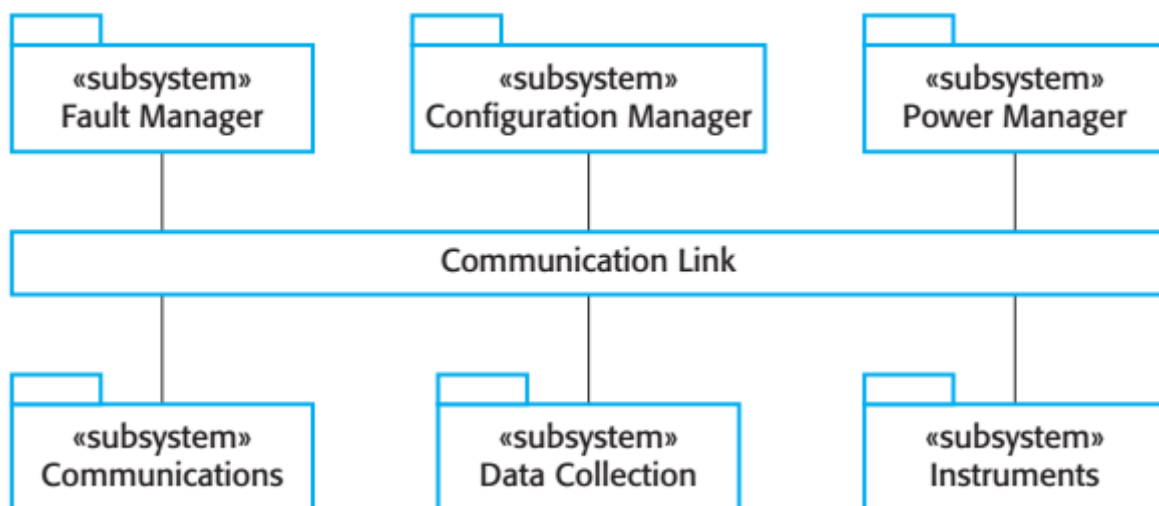 «subsystem»
Fault Manager
«subsystem»
Configuration Manager
«subsystem»
Power Manager
Communication Link
«subsystem»
Communications
«subsystem»
Data Collection
«subsystem»
Instruments